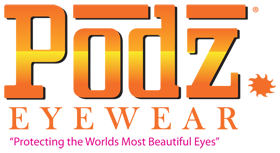 Podz®
EYEWEAR
“Protecting the Worlds Most Beautiful Eyes”